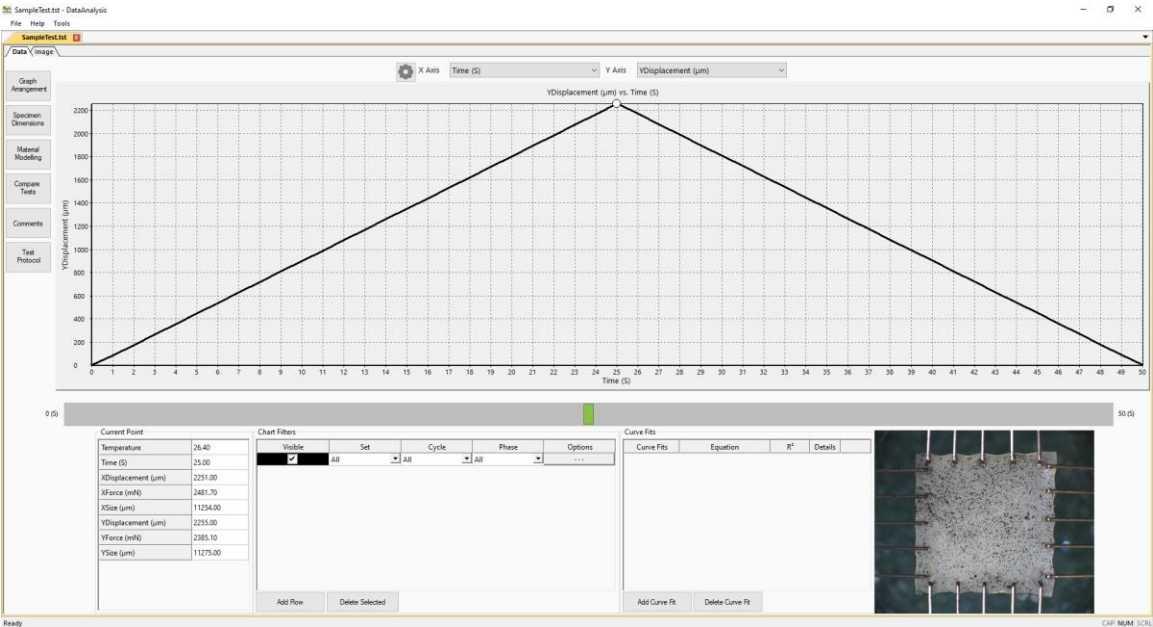 SampleTest.tst - DataAnalysis
File Help Tools
SampleTest.tst
Data Image
X Axis Time (S) Y Axis YDisplacement (µm)
Graph Arrangement
Specimen Dimensions
Material Modelling
Compare Tests
Comments
Test Protocol
YDisplacement (µm) vs. Time (S)
YDisplacement (µm)
2200
2000
1800
1600
1400
1200
1000
800
600
400
200
0
0 1 2 3 4 5 6 7 8 9 10 11 12 13 14 15 16 17 18 19 20 21 22 23 24 25 26 27 28 29 30 31 32 33 34 35 36 37 38 39 40 41 42 43 44 45 46 47 48 49 50
Time (S)
0 (S) 50 (S)
Current Point
Temperature 26.40
Time (S) 25.00
XDisplacement (µm) 2251.00
XForce (mN) 2481.70
XSize (µm) 11254.00
YDisplacement (µm) 2255.00
YForce (mN) 2385.10
YSize (µm) 11275.00
Chart Filters
Visible Set Cycle Phase Options
All All All ...
Add Row Delete Selected
Curve Fits
Curve Fits Equation R² Details
Add Curve Fit Delete Curve Fit
Ready CAP NUM SCRL